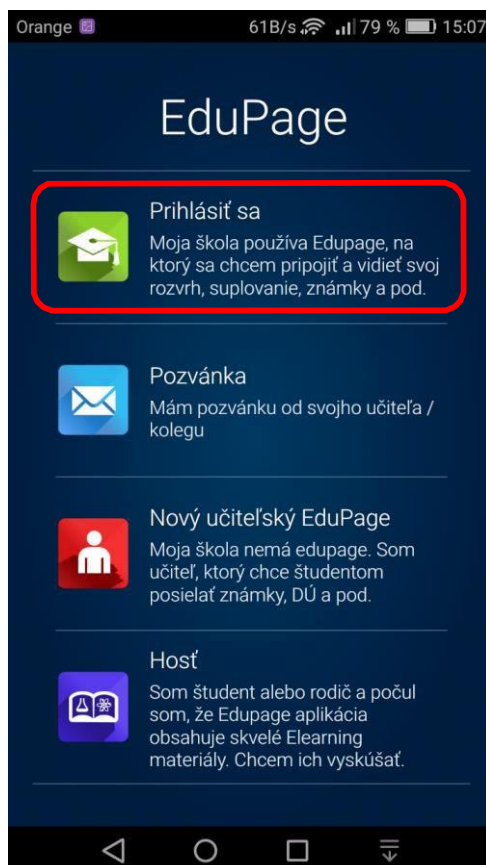 Orange 61B/s 79 % 15:07
EduPage
Prihlásiť sa
Moja škola používa Edupage, na
ktorý sa chcem pripojiť a vidieť svoj
rozvrh, suplovanie, známky a pod.
Pozvánka
Mám pozvánku od svojho učiteľa /
kolegu
Nový učiteľský EduPage
Moja škola nemá edupage. Som
učiteľ, ktorý chce študentom
posielať známky, DÚ a pod.
Hosť
Som študent alebo rodič a počul
som, že Edupage aplikácia
obsahuje skvelé Elearning
materiály. Chcem ich vyskúšať.